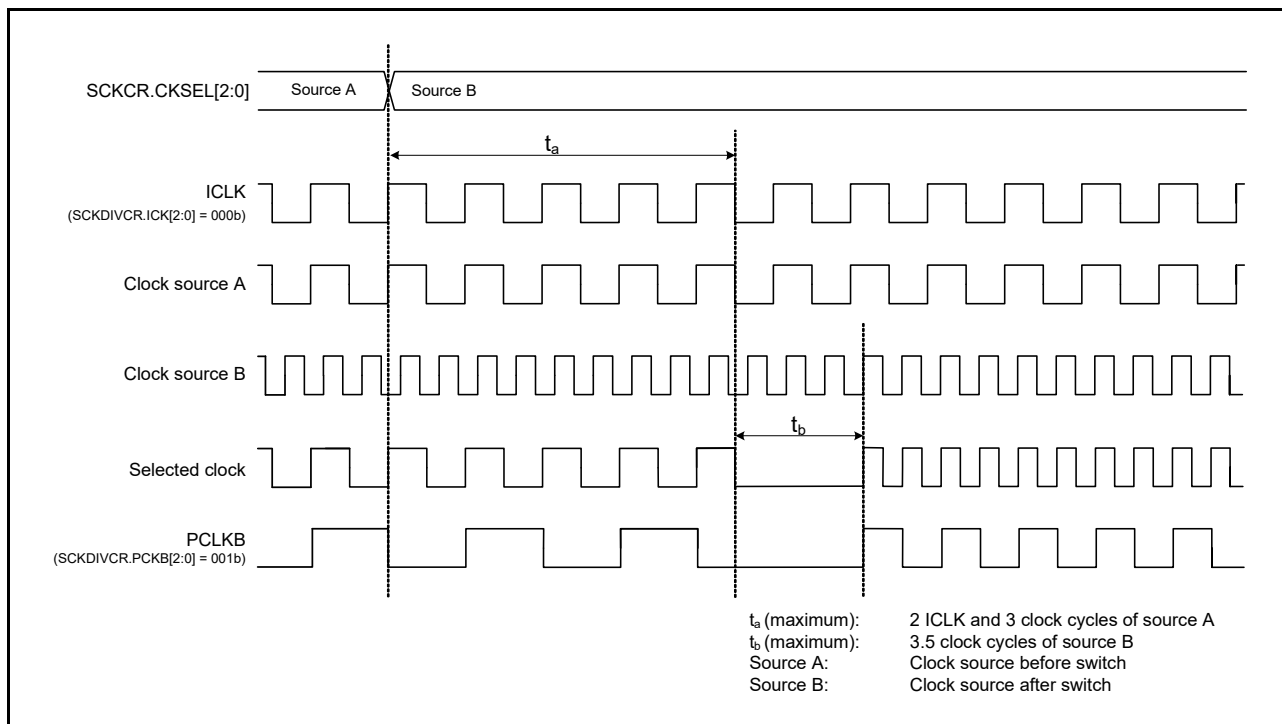 SCKCR.CKSEL[2:0]
Source A
Source B
tₐ
ICLK
(SCKDIVCR.ICK[2:0] = 000b)
Clock source A
Clock source B
t_b
Selected clock
PCLKB
(SCKDIVCR.PCKB[2:0] = 001b)
tₐ (maximum): 2 ICLK and 3 clock cycles of source A
t_b (maximum): 3.5 clock cycles of source B
Source A: Clock source before switch
Source B: Clock source after switch